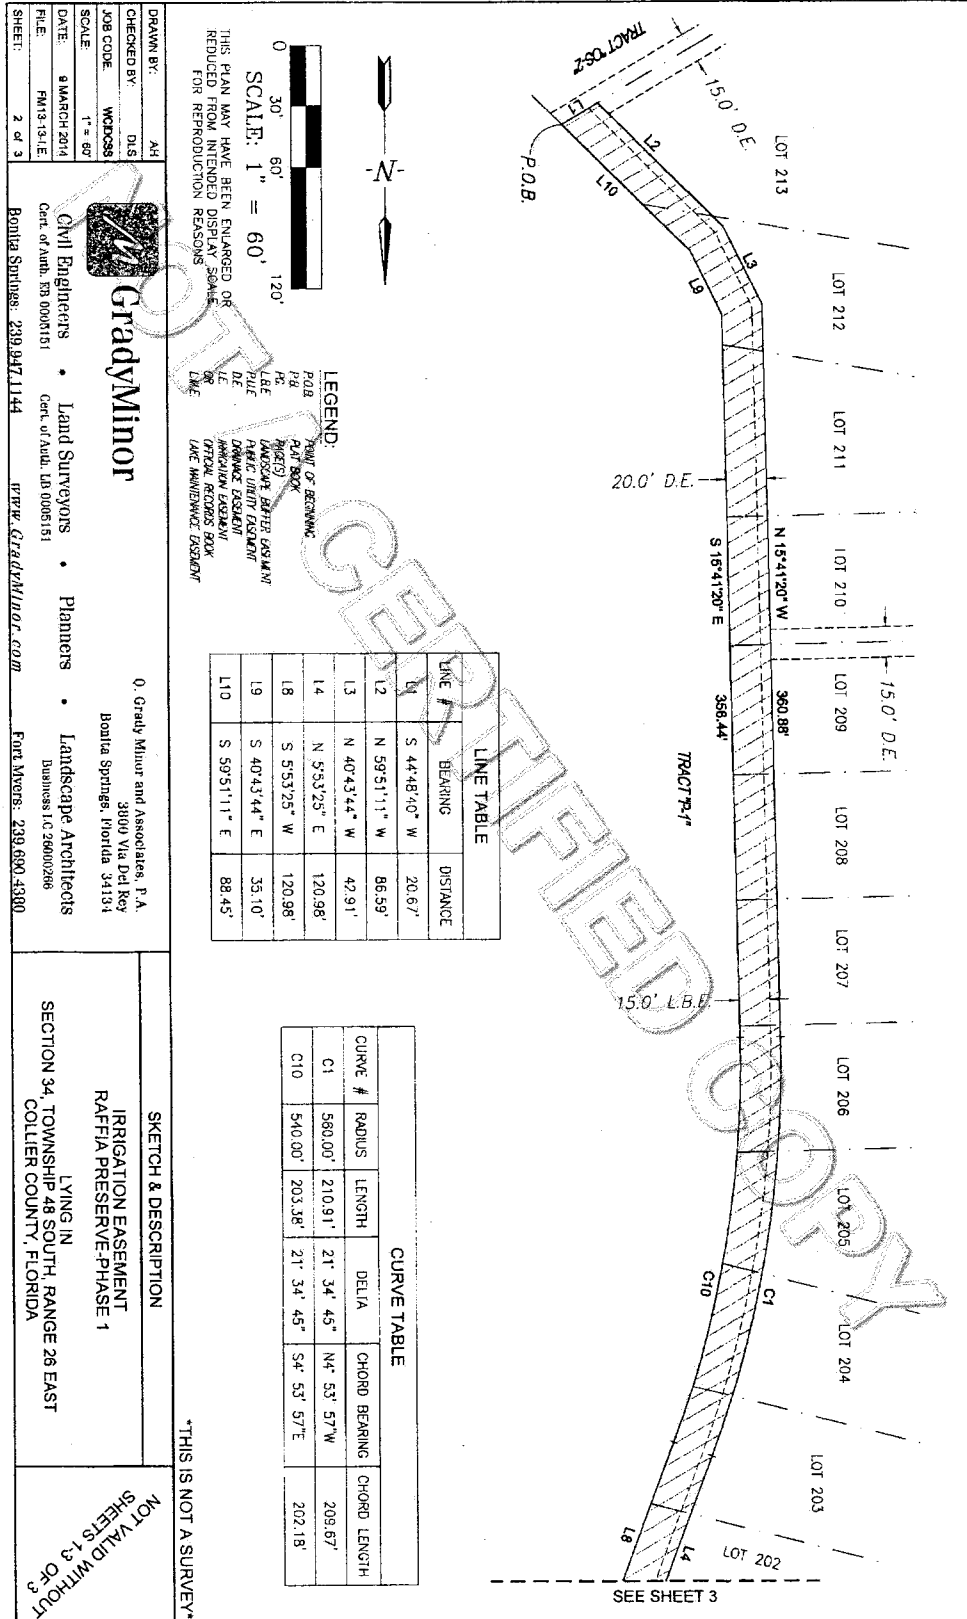 TRACT "OS-2"
15.0' D.E.
LOT 213
LOT 212
LOT 211
LOT 210
LOT 209
LOT 208
LOT 207
LOT 206
LOT 205
LOT 204
LOT 203
LOT 202
L1
L2
L10
P.O.B.
L3
L9
20.0' D.E.
N 15°41'20" W
S 15°41'20" E
15.0' D.E.
360.88'
358.44'
TRACT "P-1"
15.0' L.B.E.
C1
C10
L4
L8
SEE SHEET 3
-N-
0 30' 60' 120'
SCALE: 1" = 60'
THIS PLAN MAY HAVE BEEN ENLARGED OR
REDUCED FROM INTENDED DISPLAY SCALE
FOR REPRODUCTION REASONS
LEGEND:
P.O.B. POINT OF BEGINNING
P.B. PLAT BOOK
PG. PAGE(S)
L.B.E. LANDSCAPE BUFFER EASEMENT
P.U.E. PUBLIC UTILITY EASEMENT
D.E. DRAINAGE EASEMENT
I.E. IRRIGATION EASEMENT
OR OFFICIAL RECORDS BOOK
L.M.E. LAKE MAINTENANCE EASEMENT
LINE TABLE
LINE # BEARING DISTANCE
L1 S 44°48'40" W 20.67'
L2 N 59°51'11" W 86.59'
L3 N 40°43'44" W 42.91'
L4 N 5°53'25" E 120.98'
L8 S 5°53'25" W 120.98'
L9 S 40°43'44" E 35.10'
L10 S 59°51'11" E 88.45'
CURVE TABLE
CURVE # RADIUS LENGTH DELTA CHORD BEARING CHORD LENGTH
C1 560.00' 210.91' 21° 34' 45" N4° 53' 57"W 209.67'
C10 540.00' 203.38' 21° 34' 45" S4° 53' 57"E 202.18'
*THIS IS NOT A SURVEY*
NOT A CERTIFIED COPY
DRAWN BY: AH
CHECKED BY: DLS
JOB CODE: WCIDC98
SCALE: 1" = 60'
DATE: 9 MARCH 2014
FILE: FM13-13-I.E.
SHEET: 2 of 3
GradyMinor
Civil Engineers • Land Surveyors • Planners • Landscape Architects
Cert. of Auth. EB 0005151 Cert. of Auth. LB 0005151 Business LC 26000266
Bonita Springs: 239.947.1144 www.GradyMinor.com Fort Myers: 239.690.4380
Q. Grady Minor and Associates, P.A.
3800 Via Del Rey
Bonita Springs, Florida 34134
SKETCH & DESCRIPTION
IRRIGATION EASEMENT
RAFFIA PRESERVE-PHASE 1
LYING IN
SECTION 34, TOWNSHIP 48 SOUTH, RANGE 26 EAST
COLLIER COUNTY, FLORIDA
NOT VALID WITHOUT
SHEETS 1-3 OF 3